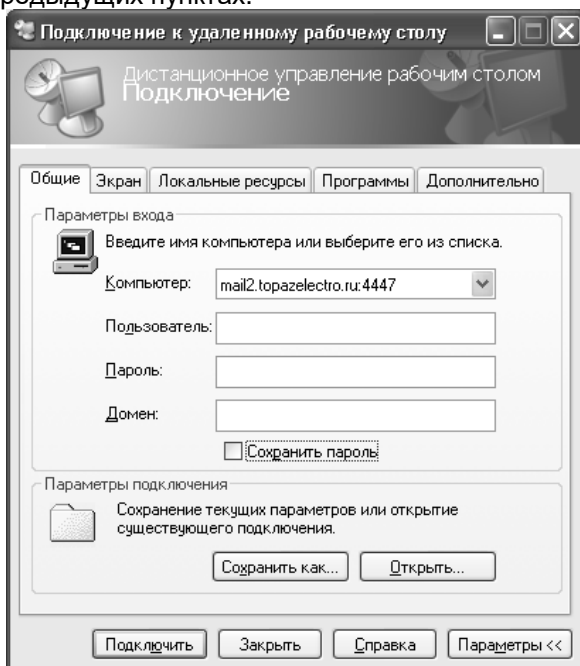 предыдущих пунктах.
Подключение к удаленному рабочему столу
Дистанционное управление рабочим столом
Подключение
Общие Экран Локальные ресурсы Программы Дополнительно
Параметры входа
Введите имя компьютера или выберите его из списка.
Компьютер: mail2.topazelectro.ru:4447
Пользователь:
Пароль:
Домен:
Сохранить пароль
Параметры подключения
Сохранение текущих параметров или открытие
существующего подключения.
Сохранить как... Открыть...
Подключить Закрыть Справка Параметры <<